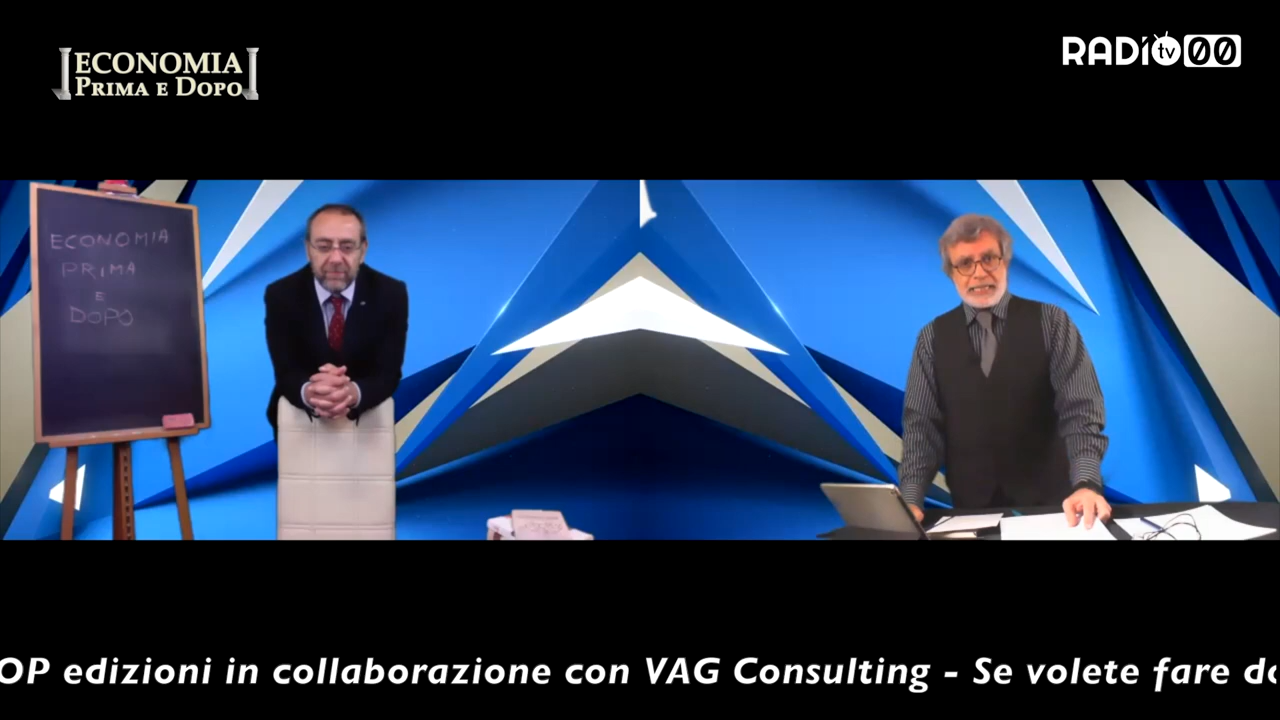 ECONOMIA
PRIMA E DOPO
RADIO tv 00
ECONOMIA
PRIMA
E
DOPO
OP edizioni in collaborazione con VAG Consulting - Se volete fare do